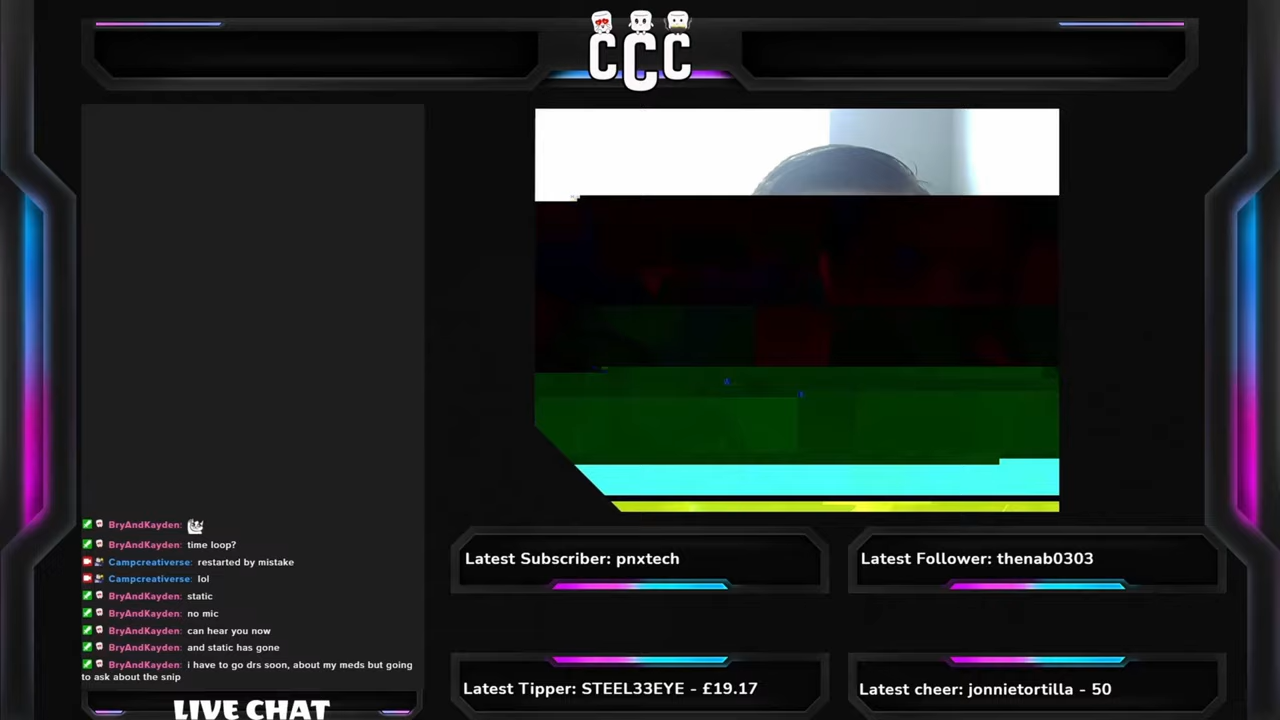 CCC
BryAndKayden:
BryAndKayden: time loop?
Campcreativerse: restarted by mistake
Campcreativerse: lol
BryAndKayden: static
BryAndKayden: no mic
BryAndKayden: can hear you now
BryAndKayden: and static has gone
BryAndKayden: i have to go drs soon, about my meds but going
to ask about the snip
LIVE CHAT
Latest Subscriber: pnxtech
Latest Follower: thenab0303
Latest Tipper: STEEL33EYE - £19.17
Latest cheer: jonnietortilla - 50